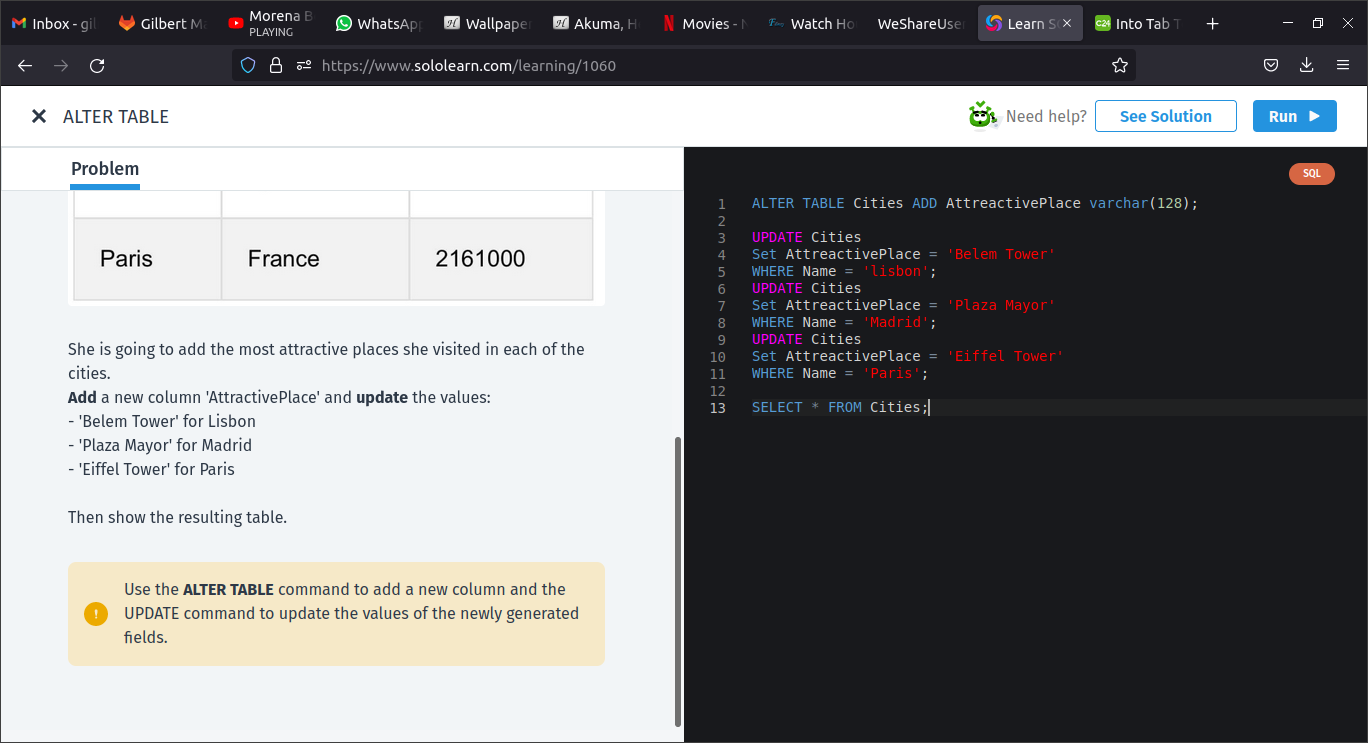 Inbox - gil
Gilbert Ma
Morena B
PLAYING
WhatsApp
Wallpape
Akuma, H
Movies - N
Watch Ho
WeShareUse
Learn S
Into Tab T
https://www.sololearn.com/learning/1060
ALTER TABLE
Need help?
See Solution
Run
Problem
Paris France 2161000
She is going to add the most attractive places she visited in each of the
cities.
Add a new column 'AttractivePlace' and update the values:
- 'Belem Tower' for Lisbon
- 'Plaza Mayor' for Madrid
- 'Eiffel Tower' for Paris
Then show the resulting table.
Use the ALTER TABLE command to add a new column and the
UPDATE command to update the values of the newly generated
fields.
SQL
1 ALTER TABLE Cities ADD AttreactivePlace varchar(128);
2
3 UPDATE Cities
4 Set AttreactivePlace = 'Belem Tower'
5 WHERE Name = 'lisbon';
6 UPDATE Cities
7 Set AttreactivePlace = 'Plaza Mayor'
8 WHERE Name = 'Madrid';
9 UPDATE Cities
10 Set AttreactivePlace = 'Eiffel Tower'
11 WHERE Name = 'Paris';
12
13 SELECT * FROM Cities;